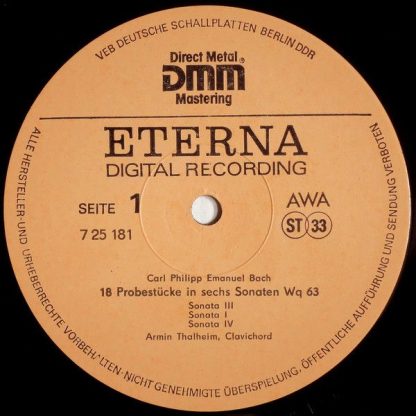 VEB DEUTSCHE SCHALLPLATTEN BERLIN DDR
Direct Metal
DMM
Mastering
ETERNA
DIGITAL RECORDING
SEITE 1
7 25 181
AWA
ST 33
Carl Philipp Emanuel Bach
18 Probestücke in sechs Sonaten Wq 63
Sonata III
Sonata I
Sonata IV
Armin Thalheim, Clavichord
ALLE HERSTELLER-UND URHEBERRECHTE VORBEHALTEN-NICHT GENEHMIGTE ÜBERSPIELUNG, ÖFFENTLICHE AUFFÜHRUNG UND SENDUNG VERBOTEN